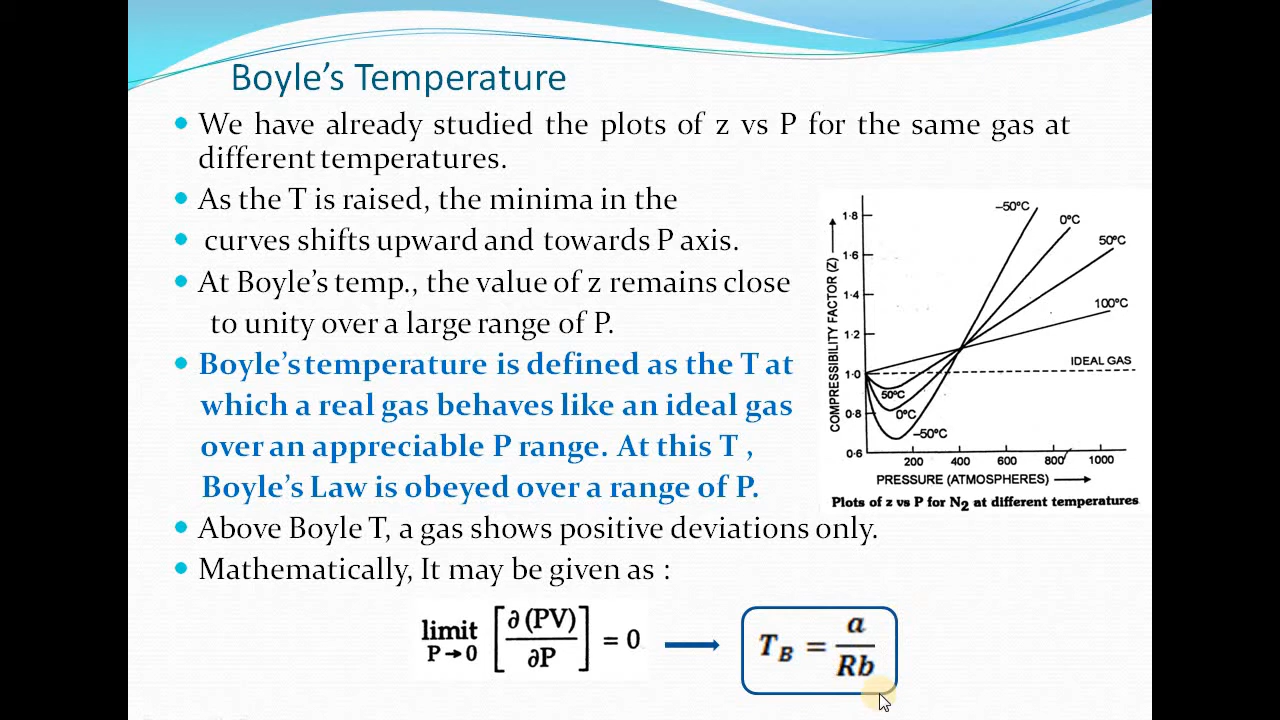 Boyle's Temperature
• We have already studied the plots of z vs P for the same gas at
different temperatures.
• As the T is raised, the minima in the
• curves shifts upward and towards P axis.
• At Boyle's temp., the value of z remains close
to unity over a large range of P.
• Boyle's temperature is defined as the T at
which a real gas behaves like an ideal gas
over an appreciable P range. At this T ,
Boyle's Law is obeyed over a range of P.
• Above Boyle T, a gas shows positive deviations only.
• Mathematically, It may be given as :
limit P→0 [∂(PV)/∂P] = 0 → T_B = a/Rb
COMPRESSIBILITY FACTOR (Z) →
1·8
1·6
1·4
1·2
1·0
0·8
0·6
–50°C
0°C
50°C
100°C
IDEAL GAS
50°C
0°C
–50°C
200 400 600 800 1000
PRESSURE (ATMOSPHERES) →
Plots of z vs P for N₂ at different temperatures